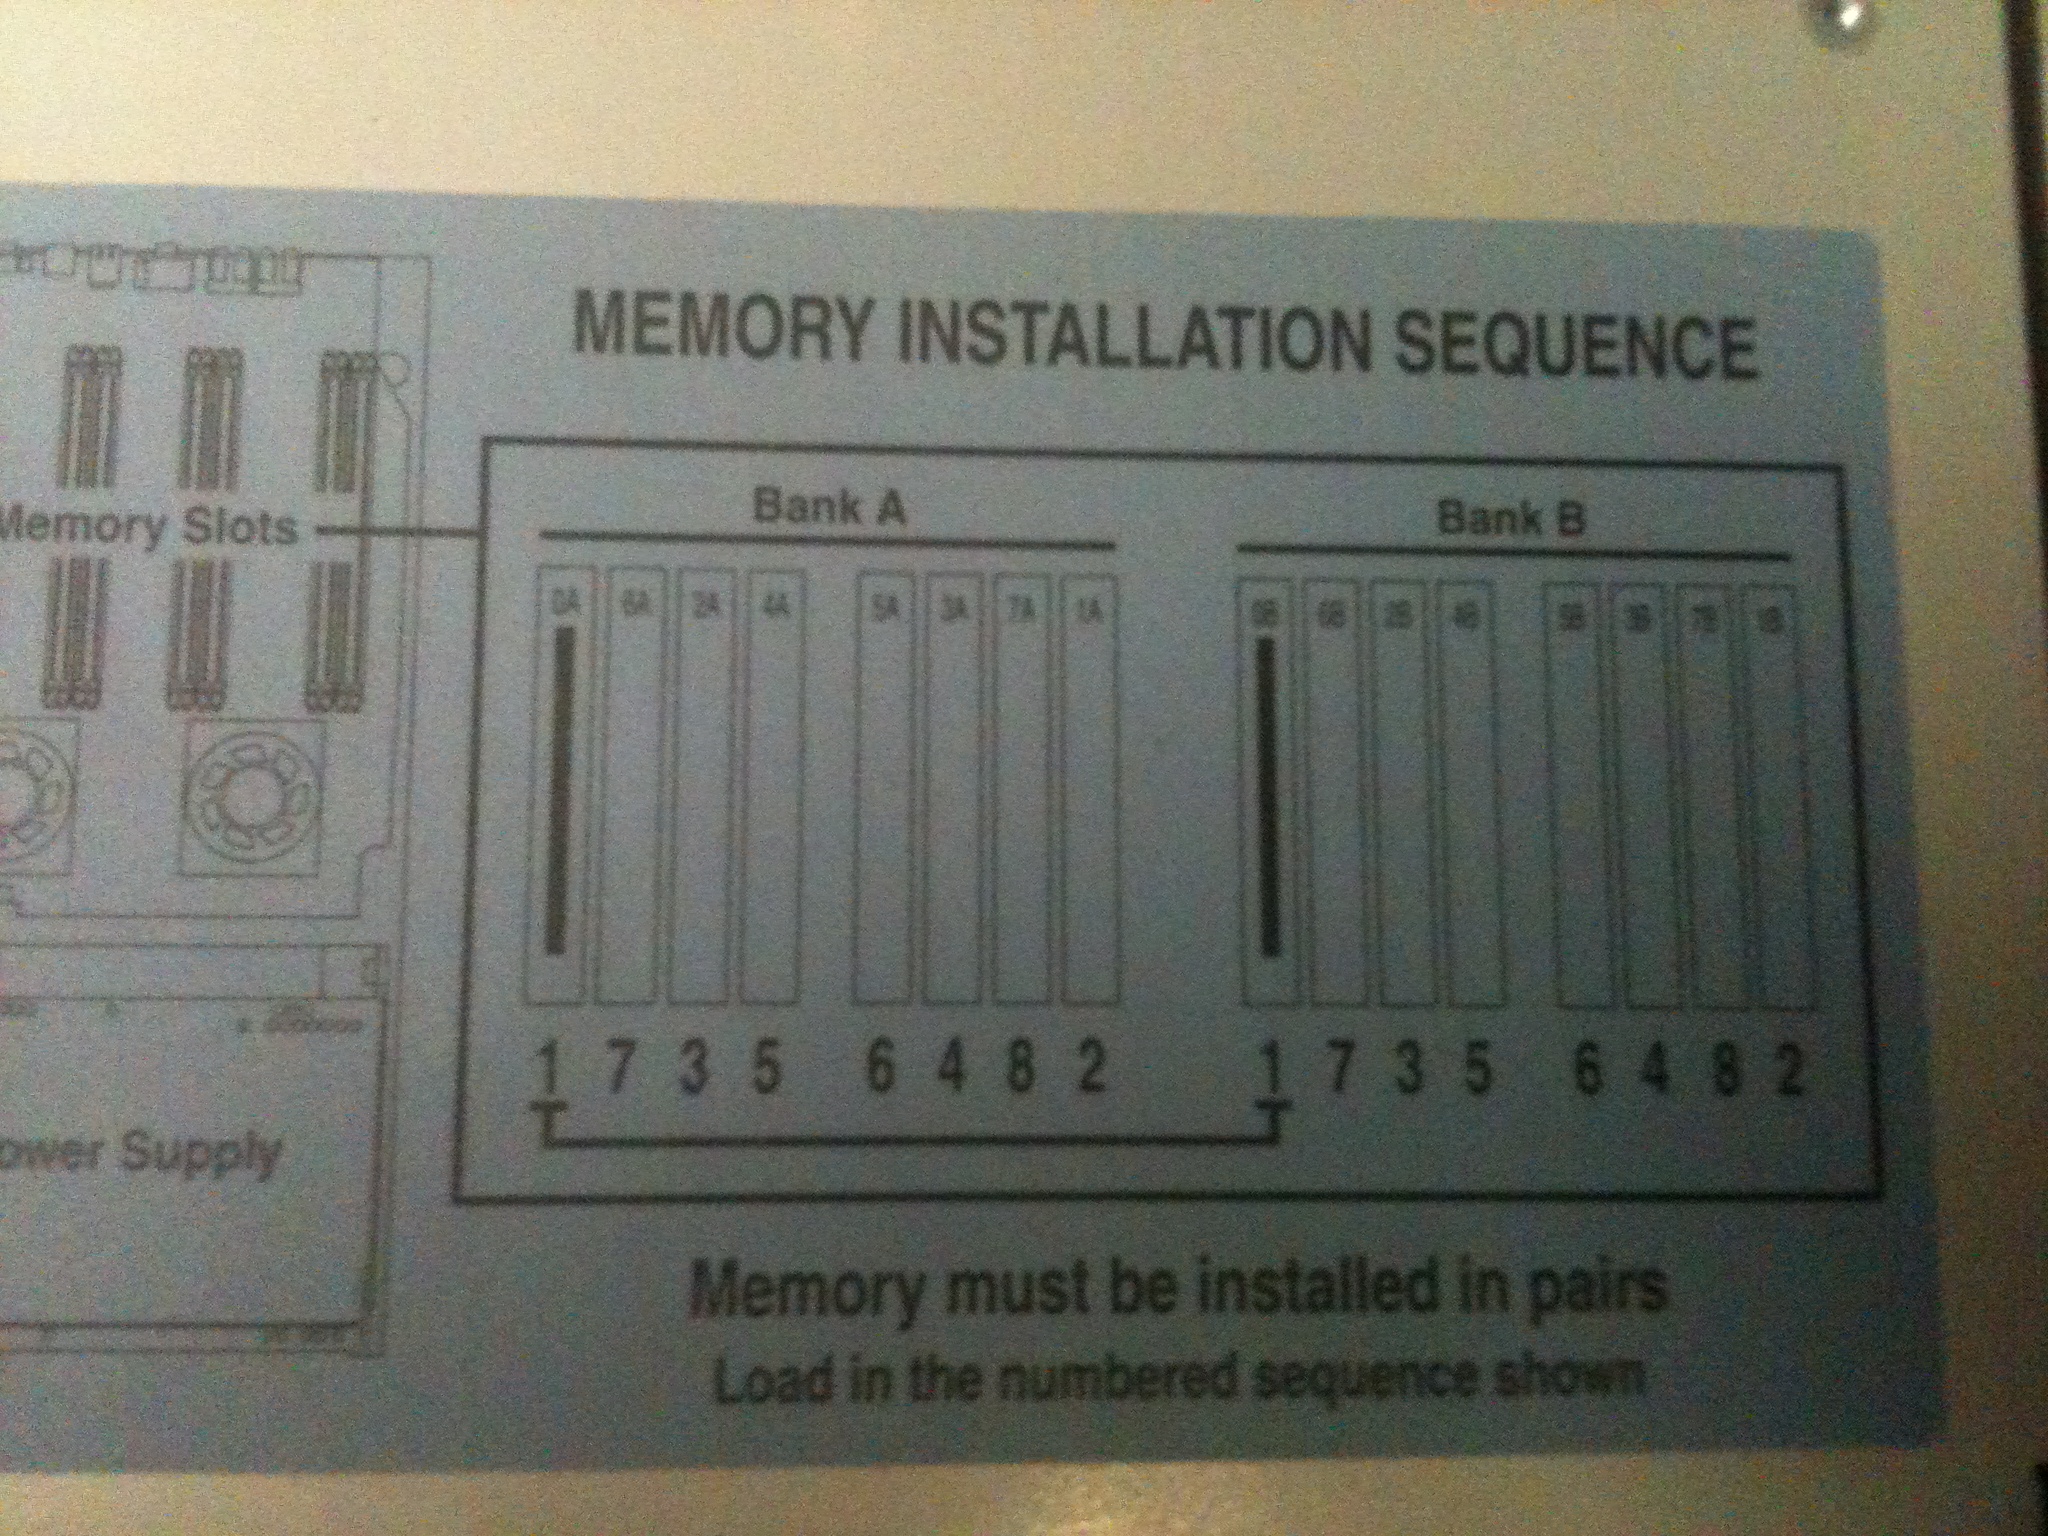 MEMORY INSTALLATION SEQUENCE
Memory Slots
Bank A
Bank B
0A 6A 2A 4A 5A 3A 7A 1A
0B 6B 2B 4B 5B 3B 7B 1B
1 7 3 5 6 4 8 2
1 7 3 5 6 4 8 2
ower Supply
Memory must be installed in pairs
Load in the numbered sequence shown